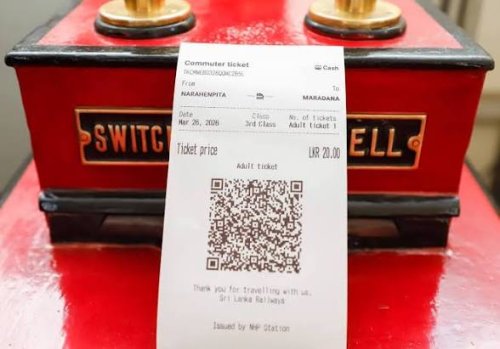 Commuter ticket
Cash
From
To
NARAHENPITA
MARADANA
Date Class No. of tickets
Mar 26, 2026 3rd Class Adult ticket 1
Ticket price LKR 20.00
Adult ticket
Thank you for travelling with us.
Sri Lanka Railways
Issued by NHP Station
SWITC
ELL